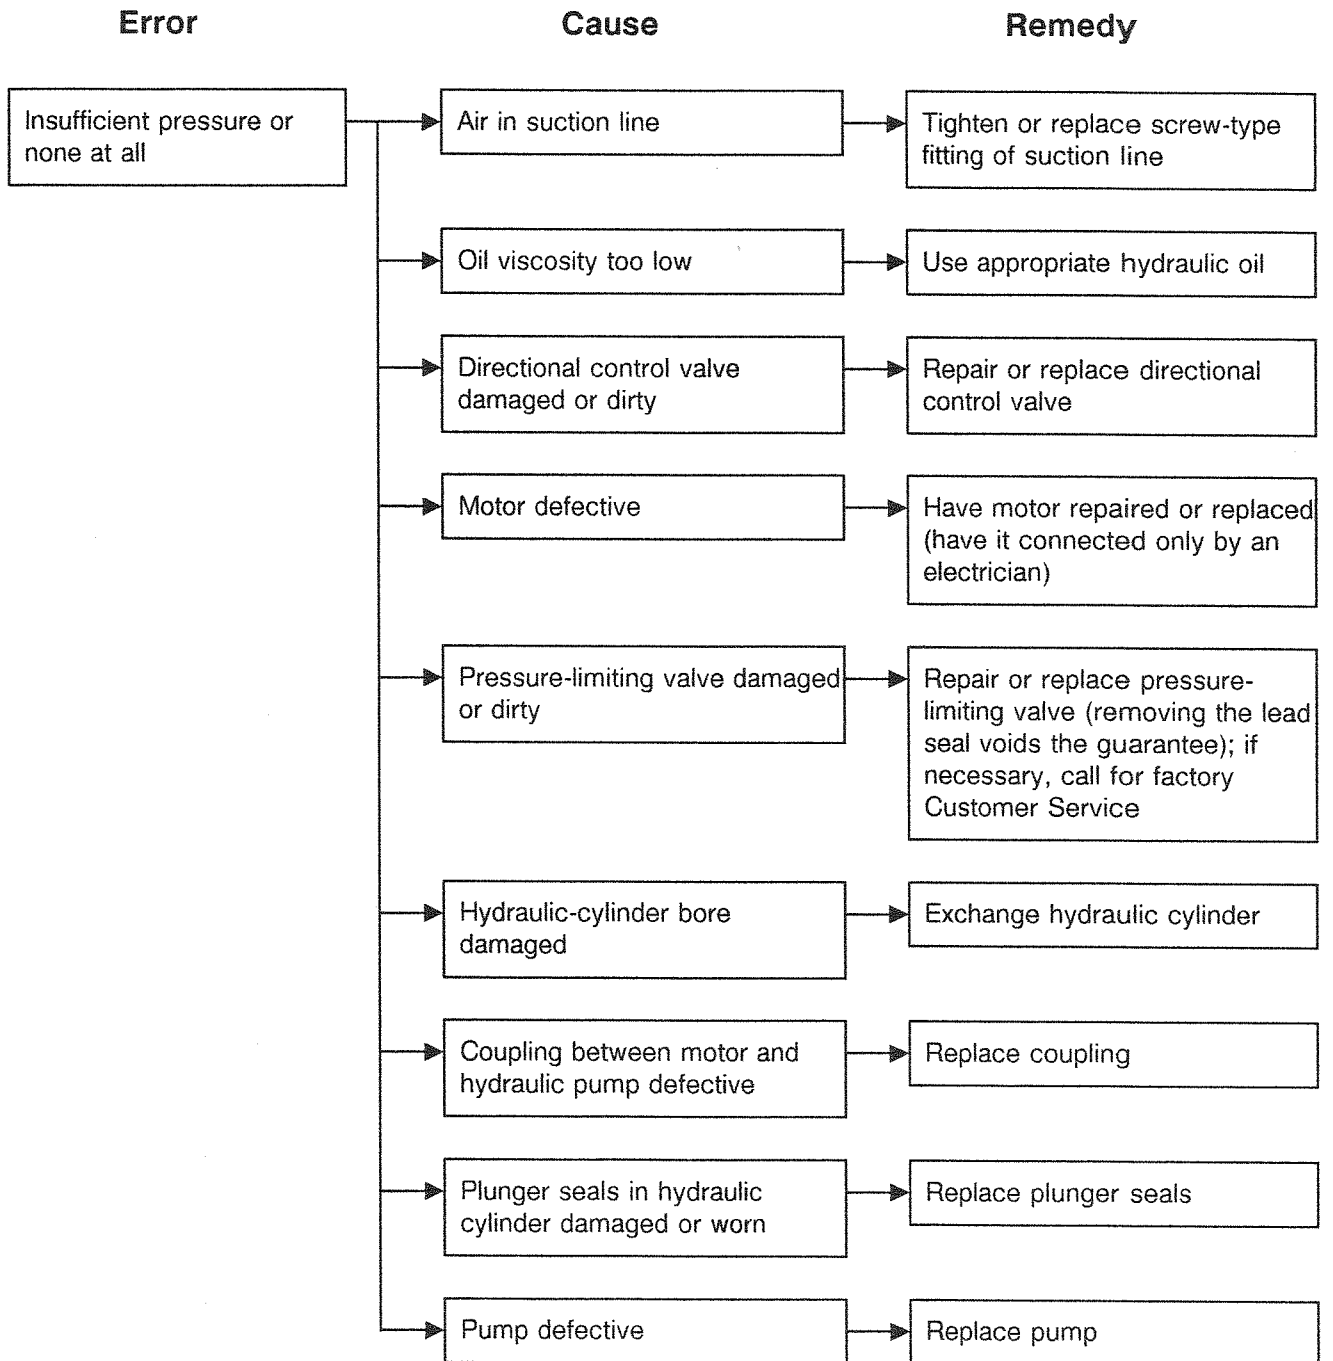 Error
Cause
Remedy
Insufficient pressure or
none at all
Air in suction line
Tighten or replace screw-type
fitting of suction line
Oil viscosity too low
Use appropriate hydraulic oil
Directional control valve
damaged or dirty
Repair or replace directional
control valve
Motor defective
Have motor repaired or replaced
(have it connected only by an
electrician)
Pressure-limiting valve damaged
or dirty
Repair or replace pressure-
limiting valve (removing the lead
seal voids the guarantee); if
necessary, call for factory
Customer Service
Hydraulic-cylinder bore
damaged
Exchange hydraulic cylinder
Coupling between motor and
hydraulic pump defective
Replace coupling
Plunger seals in hydraulic
cylinder damaged or worn
Replace plunger seals
Pump defective
Replace pump